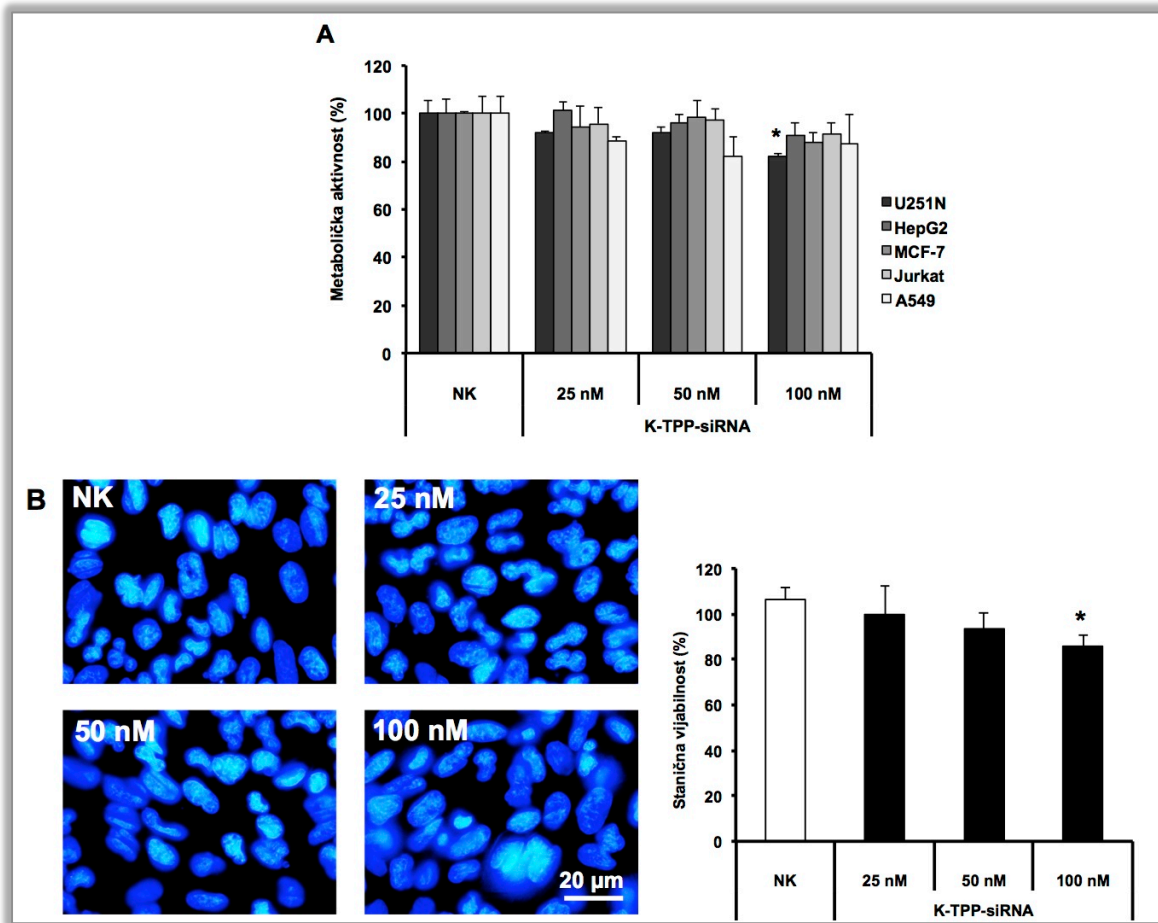 A
120
100
80
60
40
20
0
Metabolička aktivnost (%)
*
U251N
HepG2
MCF-7
Jurkat
A549
NK 25 nM 50 nM 100 nM
K-TPP-siRNA
B
NK
25 nM
50 nM
100 nM
20 µm
120
100
80
60
40
20
0
Stanična vijabilnost (%)
*
NK 25 nM 50 nM 100 nM
K-TPP-siRNA